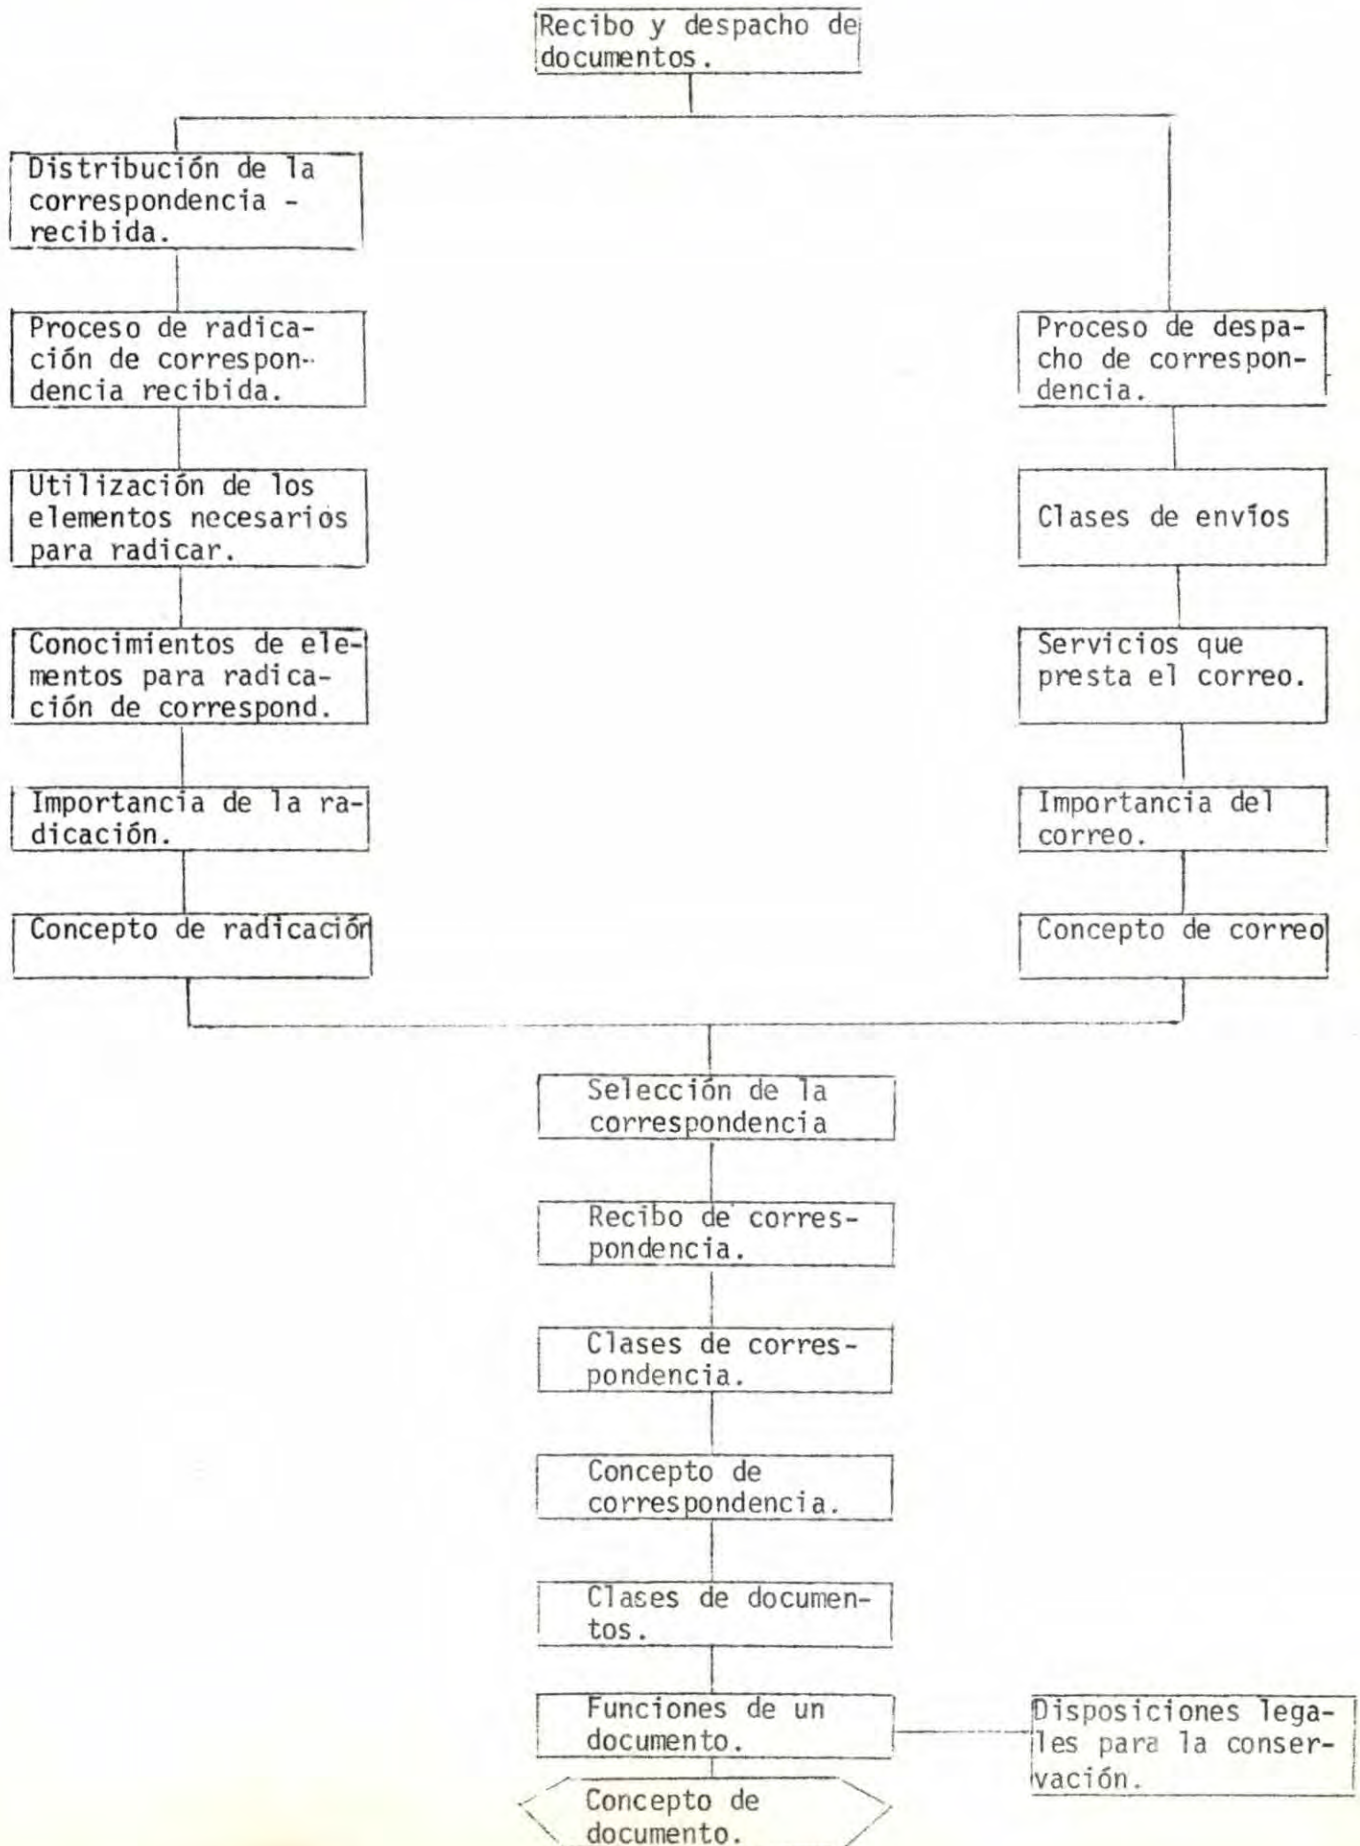 Recibo y despacho de
documentos.
Distribución de la
correspondencia -
recibida.
Proceso de radica-
ción de correspon-
dencia recibida.
Proceso de despa-
cho de correspon-
dencia.
Utilización de los
elementos necesarios
para radicar.
Clases de envíos
Conocimientos de ele-
mentos para radica-
ción de correspond.
Servicios que
presta el correo.
Importancia de la ra-
dicación.
Importancia del
correo.
Concepto de radicación
Concepto de correo
Selección de la
correspondencia
Recibo de corres-
pondencia.
Clases de corres-
pondencia.
Concepto de
correspondencia.
Clases de documen-
tos.
Funciones de un
documento.
Disposiciones lega-
les para la conser-
vación.
Concepto de
documento.